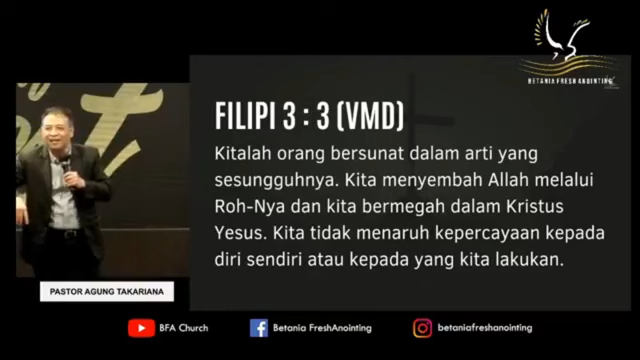 BETANIA FRESH ANOINTING
FILIPI 3 : 3 (VMD)
Kitalah orang bersunat dalam arti yang
sesungguhnya. Kita menyembah Allah melalui
Roh-Nya dan kita bermegah dalam Kristus
Yesus. Kita tidak menaruh kepercayaan kepada
diri sendiri atau kepada yang kita lakukan.
PASTOR AGUNG TAKARIANA
BFA Church
Betania FreshAnointing
betaniafreshanointing